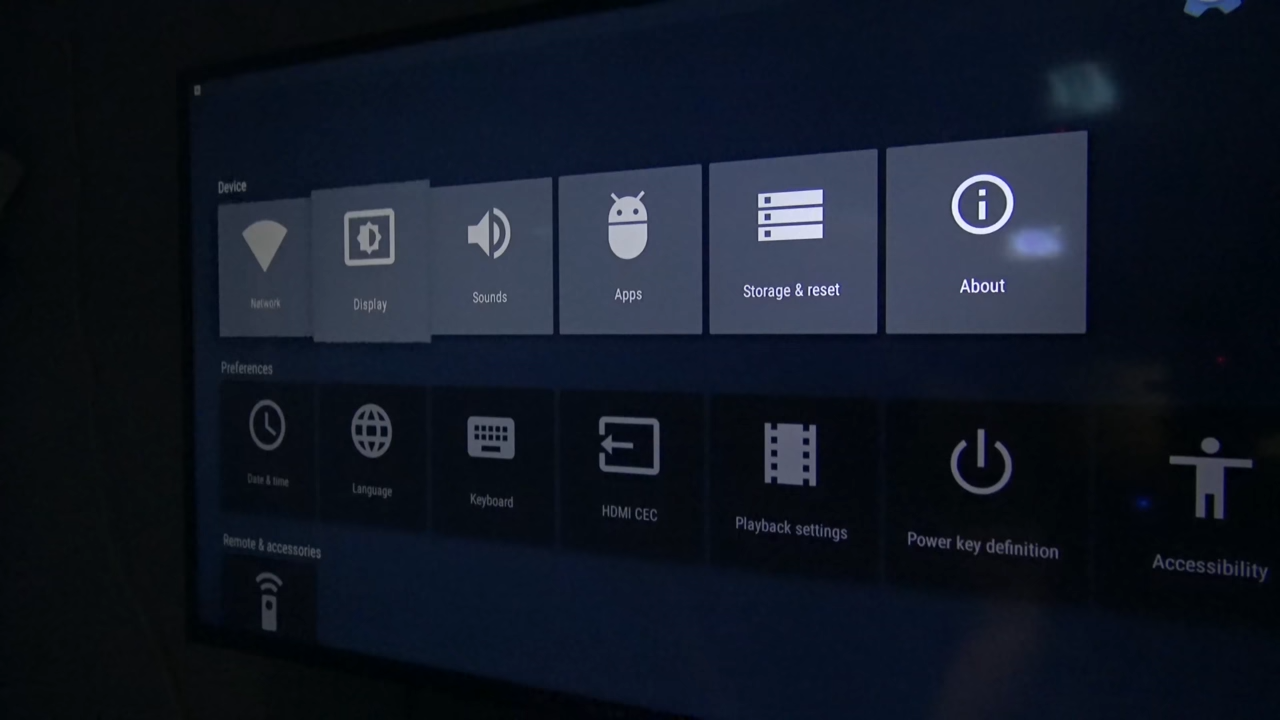 Device
Network
Display
Sounds
Apps
Storage & reset
About
Preferences
Date & time
Language
Keyboard
HDMI CEC
Playback settings
Power key definition
Accessibility
Remote & accessories